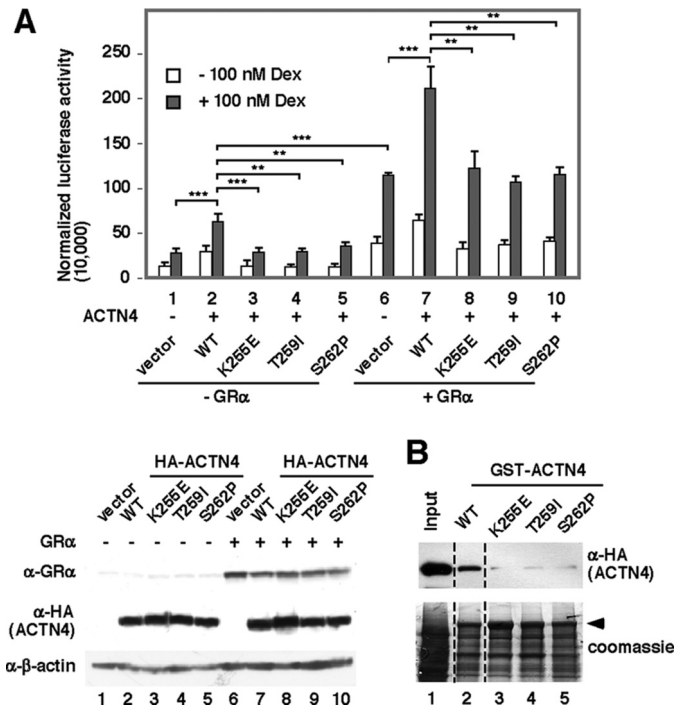 A
Normalized luciferase activity
(10,000)
250
200
150
100
50
0
- 100 nM Dex
+ 100 nM Dex
*** *** *** ** ** *** ** ** **
1 2 3 4 5 6 7 8 9 10
ACTN4 - + + + + - + + + +
vector WT K255E T259I S262P vector WT K255E T259I S262P
- GRα + GRα
HA-ACTN4 HA-ACTN4
vector WT K255E T259I S262P vector WT K255E T259I S262P
GRα - - - - - + + + + +
α-GRα
α-HA
(ACTN4)
α-β-actin
1 2 3 4 5 6 7 8 9 10
B
GST-ACTN4
Input WT K255E T259I S262P
α-HA
(ACTN4)
coomassie
1 2 3 4 5